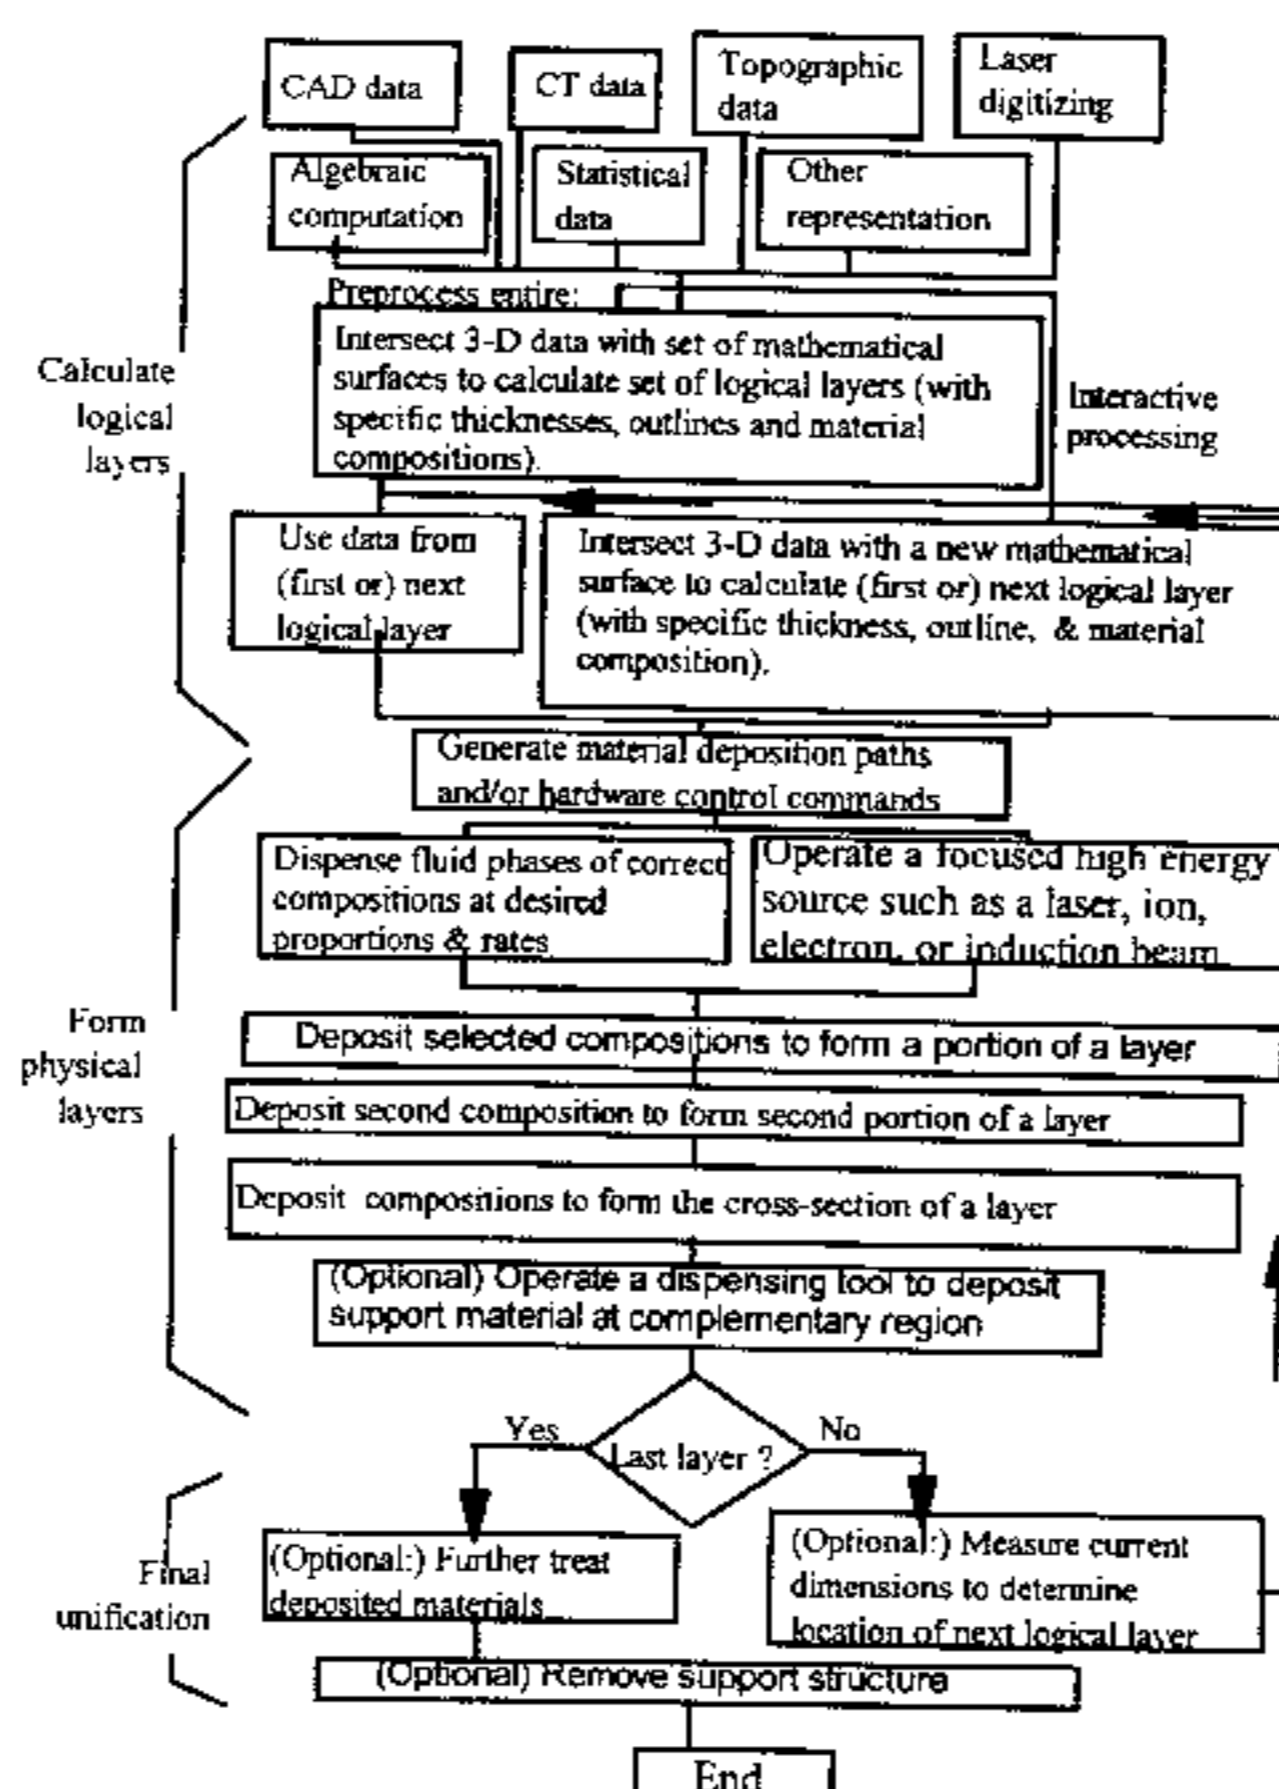 CAD data
CT data
Topographic
data
Laser
digitizing
Algebraic
computation
Statistical
data
Other
representation
Preprocess entire:
Intersect 3-D data with set of mathematical
surfaces to calculate set of logical layers (with
specific thicknesses, outlines and material
compositions).
Calculate
logical
layers
Interactive
processing
Use data from
(first or) next
logical layer
Intersect 3-D data with a new mathematical
surface to calculate (first or) next logical layer
(with specific thickness, outline, & material
composition).
Generate material deposition paths
and/or hardware control commands
Dispense fluid phases of correct
compositions at desired
proportions & rates
Operate a focused high energy
source such as a laser, ion,
electron, or induction beam
Form
physical
layers
Deposit selected compositions to form a portion of a layer
Deposit second composition to form second portion of a layer
Deposit compositions to form the cross-section of a layer
(Optional) Operate a dispensing tool to deposit
support material at complementary region
Yes
Last layer ?
No
Final
unification
(Optional:) Further treat
deposited materials
(Optional:) Measure current
dimensions to determine
location of next logical layer
(Optional) Remove support structure
End